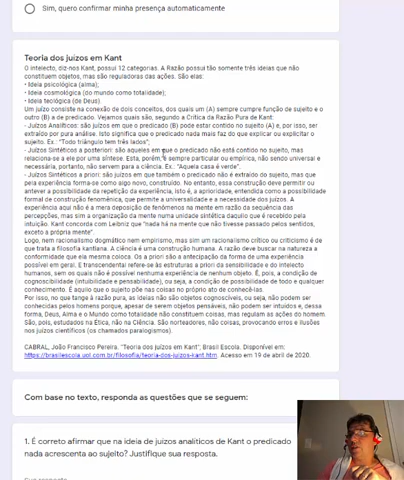 Sim, quero confirmar minha presença automaticamente
Teoria dos juízos em Kant
O intelecto, diz-nos Kant, possui 12 categorias. A Razão possui tão somente três ideias que não
constituem objetos, mas são reguladoras das ações. São elas:
• Ideia psicológica (alma);
• Ideia cosmológica (do mundo como totalidade);
• Ideia teológica (de Deus).
Um juízo consiste na conexão de dois conceitos, dos quais um (A) sempre cumpre função de sujeito e o
outro (B) a de predicado. Vejamos quais são, segundo a Crítica da Razão Pura de Kant:
- Juízos Analíticos: são juízos em que o predicado (B) pode estar contido no sujeito (A) e, por isso, ser
extraído por pura análise. Isto significa que o predicado nada mais faz do que explicar ou explicitar o
sujeito. Ex.: "Todo triângulo tem três lados";
- Juízos Sintéticos a posteriori: são aqueles em que o predicado não está contido no sujeito, mas
relaciona-se a ele por uma síntese. Esta, porém, é sempre particular ou empírica, não sendo universal e
necessária, portanto, não servem para a ciência. Ex.: "Aquela casa é verde".
- Juízos Sintéticos a priori: são juízos em que também o predicado não é extraído do sujeito, mas que
pela experiência forma-se como algo novo, construído. No entanto, essa construção deve permitir ou
antever a possibilidade da repetição da experiência, isto é, a aprioridade, entendida como a possibilidade
formal de construção fenomênica, que permite a universalidade e a necessidade dos juízos. A
experiência aqui não é a mera deposição de fenômenos na mente em razão da sequência das
percepções, mas sim a organização da mente numa unidade sintética daquilo que é recebido pela
intuição. Kant concorda com Leibniz que "nada há na mente que não tivesse passado pelos sentidos,
exceto a própria mente".
Logo, nem racionalismo dogmático nem empirismo, mas sim um racionalismo crítico ou criticismo é de
que trata a filosofia kantiana. A ciência é uma construção humana. A razão deve buscar na natureza a
conformidade que ela mesma coloca. Os a priori são a antecipação da forma de uma experiência
possível em geral. E transcendental refere-se às estruturas a priori da sensibilidade e do intelecto
humanos, sem os quais não é possível nenhuma experiência de nenhum objeto. É, pois, a condição de
cognoscibilidade (intuibilidade e pensabilidade), ou seja, a condição de possibilidade de todo e qualquer
conhecimento. É aquilo que o sujeito põe nas coisas no próprio ato de conhecê-las.
Por isso, no que tange à razão pura, as ideias não são objetos cognoscíveis, ou seja, não podem ser
conhecidas pelos homens porque, apesar de serem objetos pensáveis, não podem ser intuídos e, dessa
forma, Deus, Alma e o Mundo como totalidade não constituem coisas, mas regulam as ações do homem.
São, pois, estudados na Ética, não na Ciência. São norteadores, não coisas, provocando erros e ilusões
nos juízos científicos (os chamados paralogismos).
CABRAL, João Francisco Pereira. "Teoria dos juízos em Kant"; Brasil Escola. Disponível em:
https://brasilescola.uol.com.br/filosofia/teoria-dos-juizos-kant.htm. Acesso em 19 de abril de 2020.
Com base no texto, responda as questões que se seguem:
1. É correto afirmar que na ideia de juízos analíticos de Kant o predicado
nada acrescenta ao sujeito? Justifique sua resposta.